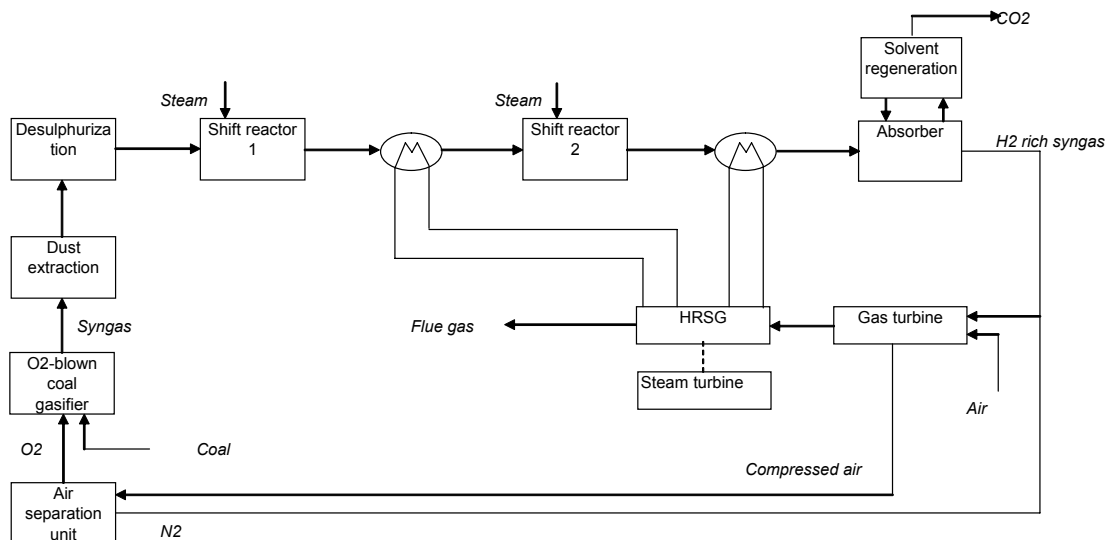 CO2
Solvent
regeneration
Steam
Steam
Desulphuriza
tion
Shift reactor
1
Shift reactor
2
Absorber
H2 rich syngas
Dust
extraction
Syngas
Flue gas
HRSG
Gas turbine
O2-blown
coal
gasifier
Steam turbine
Air
O2
Coal
Compressed air
Air
separation
unit
N2